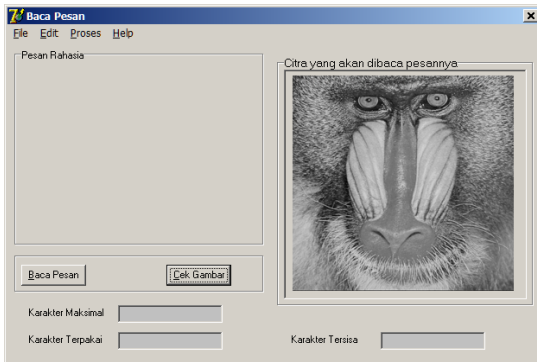 Baca Pesan
File Edit Proses Help
Pesan Rahasia
Citra yang akan dibaca pesannya
Baca Pesan
Cek Gambar
Karakter Maksimal
Karakter Terpakai
Karakter Tersisa